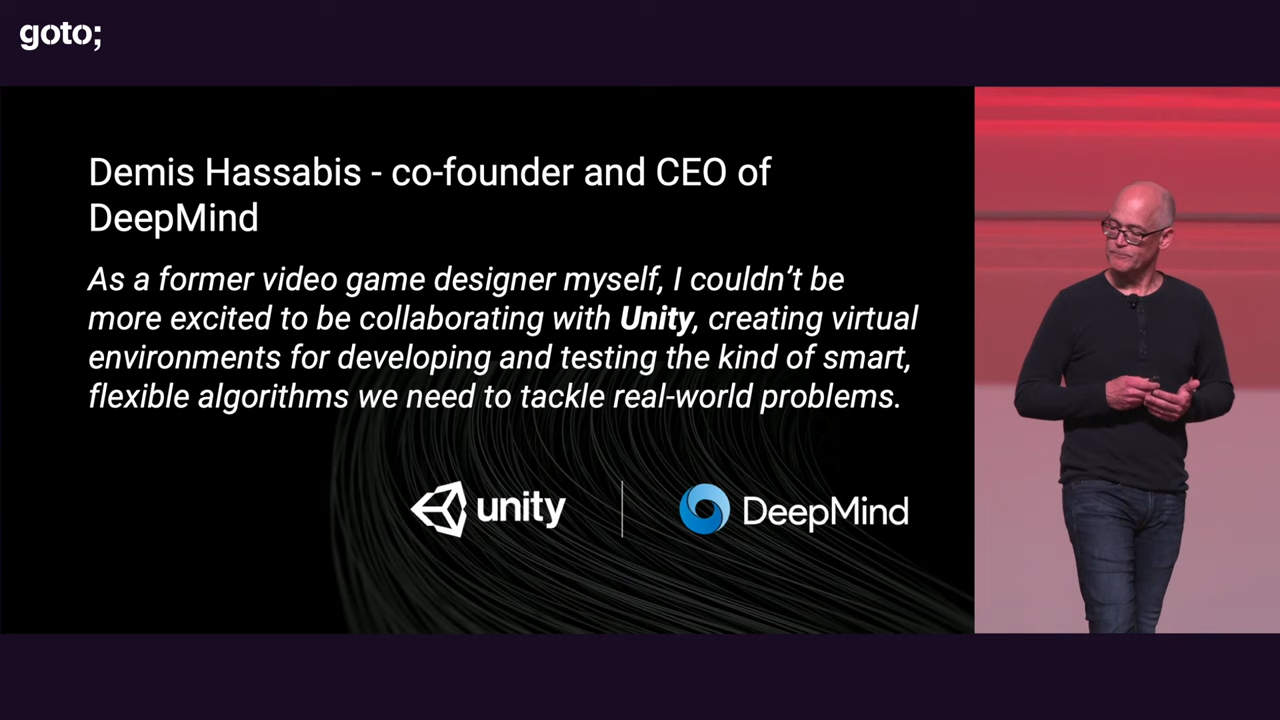 goto;
Demis Hassabis - co-founder and CEO of
DeepMind
As a former video game designer myself, I couldn’t be
more excited to be collaborating with Unity, creating virtual
environments for developing and testing the kind of smart,
flexible algorithms we need to tackle real-world problems.
unity
DeepMind